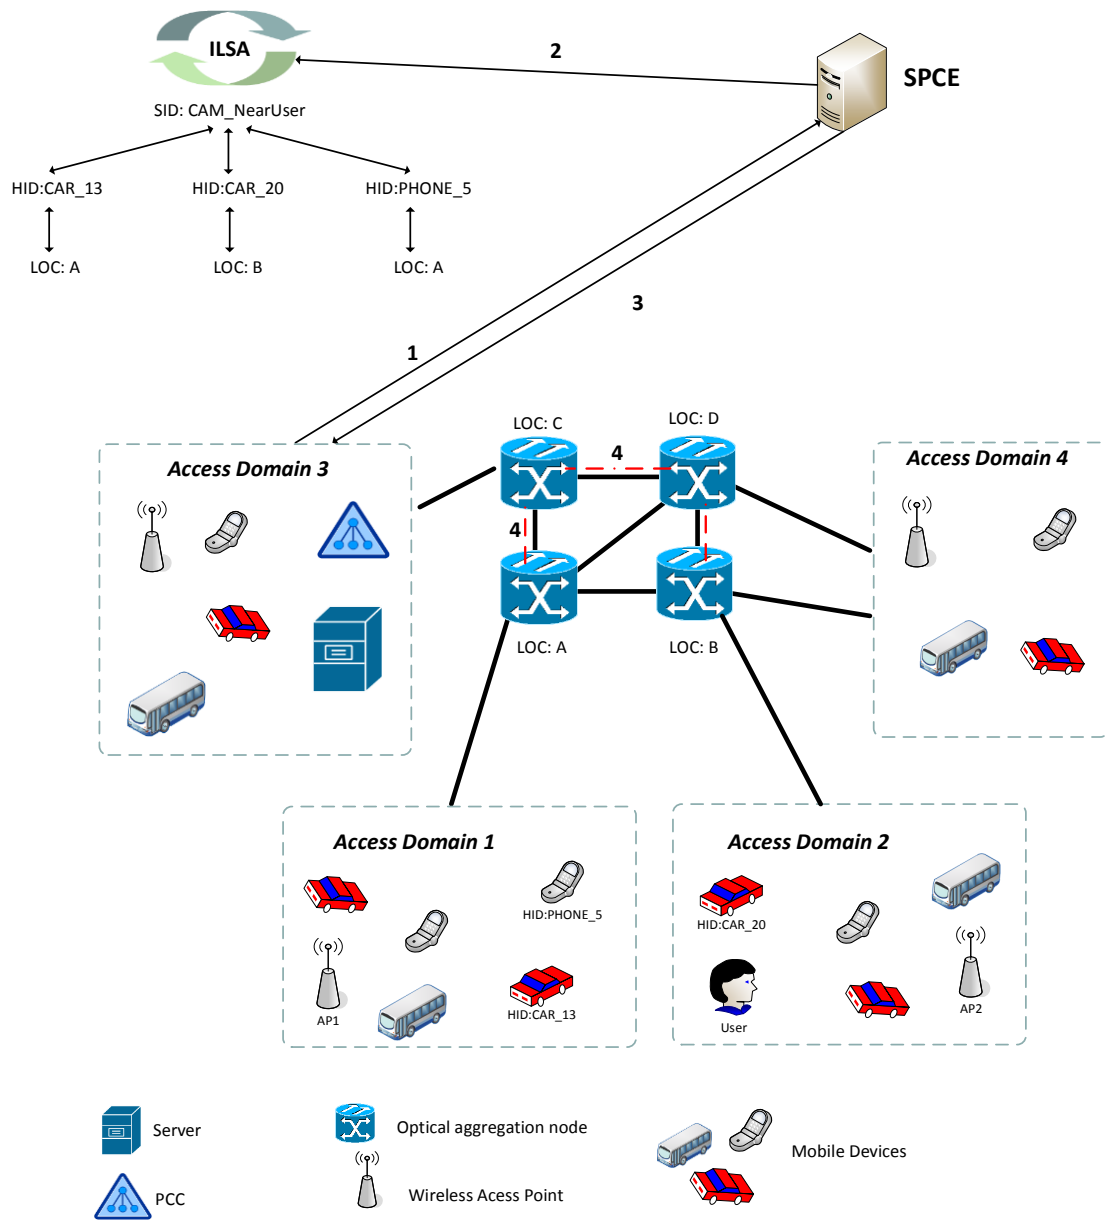 ILSA
2
SPCE
SID: CAM_NearUser
HID:CAR_13
HID:CAR_20
HID:PHONE_5
LOC: A
LOC: B
LOC: A
3
1
LOC: C
LOC: D
4
Access Domain 3
Access Domain 4
4
LOC: A
LOC: B
Access Domain 1
Access Domain 2
HID:PHONE_5
HID:CAR_20
AP1
HID:CAR_13
User
AP2
Server
Optical aggregation node
Mobile Devices
PCC
Wireless Acess Point